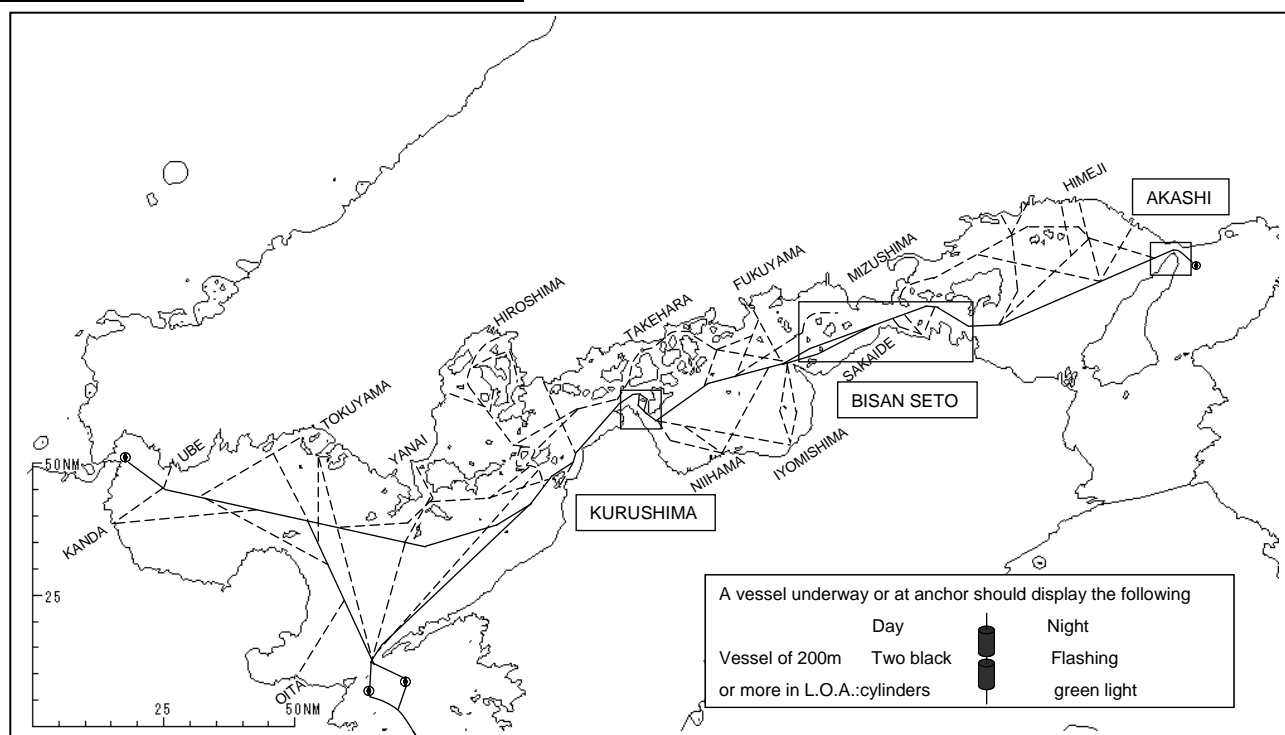 HIMEJI
AKASHI
MIZUSHIMA
FUKUYAMA
HIROSHIMA
TAKEHARA
SAKAIDE
BISAN SETO
TOKUYAMA
YANAI
UBE
IYOMISHIMA
NIIHAMA
50NM
KURUSHIMA
KANDA
25
OITA
25
50NM
A vessel underway or at anchor should display the following
Day Night
Vessel of 200m Two black Flashing
or more in L.O.A.:cylinders green light